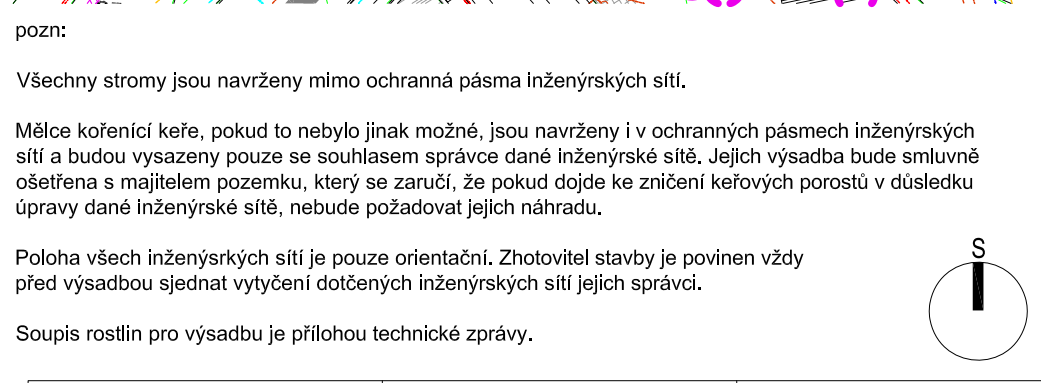 pozn:
Všechny stromy jsou navrženy mimo ochranná pásma inženýrských sítí.
Mělce kořenící keře, pokud to nebylo jinak možné, jsou navrženy i v ochranných pásmech inženýrských
sítí a budou vysazeny pouze se souhlasem správce dané inženýrské sítě. Jejich výsadba bude smluvně
ošetřena s majitelem pozemku, který se zaručí, že pokud dojde ke zničení keřových porostů v důsledku
úpravy dané inženýrské sítě, nebude požadovat jejich náhradu.
Poloha všech inženýsrkých sítí je pouze orientační. Zhotovitel stavby je povinen vždy
před výsadbou sjednat vytyčení dotčených inženýrských sítí jejich správci.
S
Soupis rostlin pro výsadbu je přílohou technické zprávy.